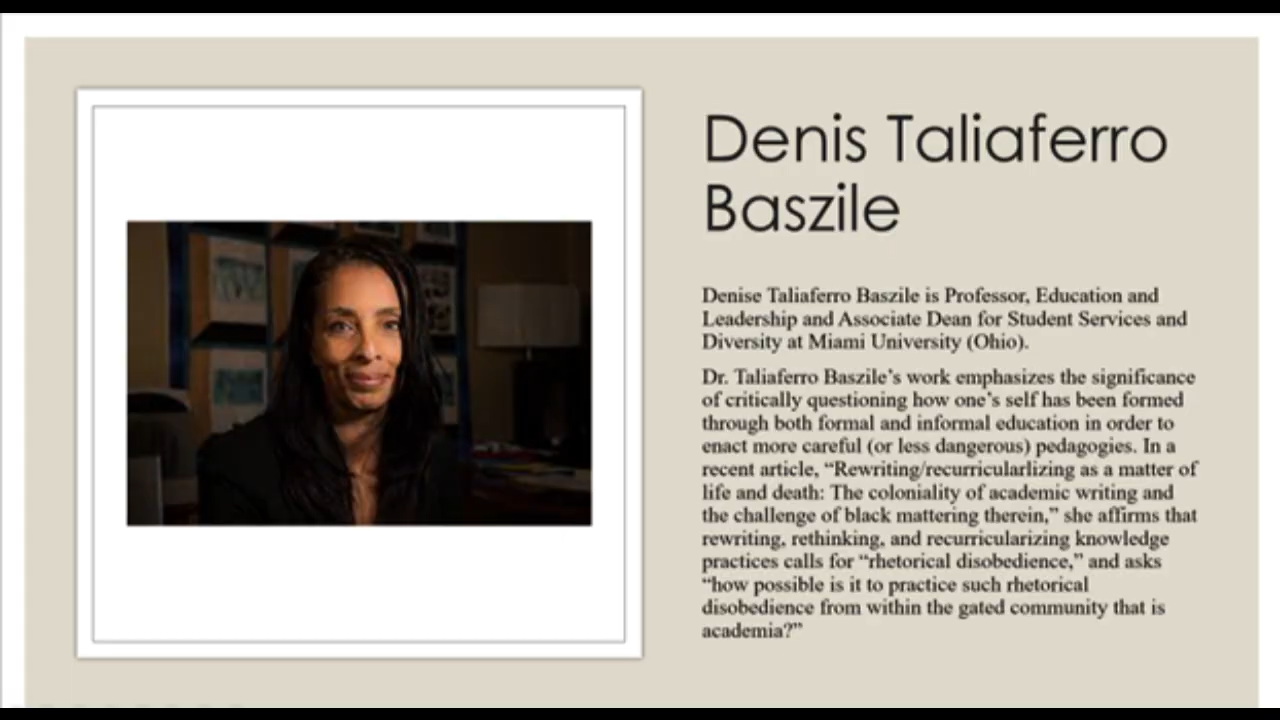 Denis Taliaferro
Baszile
Denise Taliaferro Baszile is Professor, Education and
Leadership and Associate Dean for Student Services and
Diversity at Miami University (Ohio).
Dr. Taliaferro Baszile’s work emphasizes the significance
of critically questioning how one’s self has been formed
through both formal and informal education in order to
enact more careful (or less dangerous) pedagogies. In a
recent article, “Rewriting/recurricularlizing as a matter of
life and death: The coloniality of academic writing and
the challenge of black mattering therein,” she affirms that
rewriting, rethinking, and recurricularizing knowledge
practices calls for “rhetorical disobedience,” and asks
“how possible is it to practice such rhetorical
disobedience from within the gated community that is
academia?”